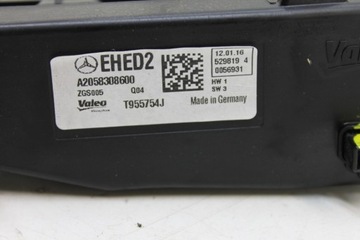 EHED2
A2058308600
ZGS005 Q04
Valeo T955754J
12.01.16
529819 4
0056931
HW 1
SW 3
Made in Germany
Valeo